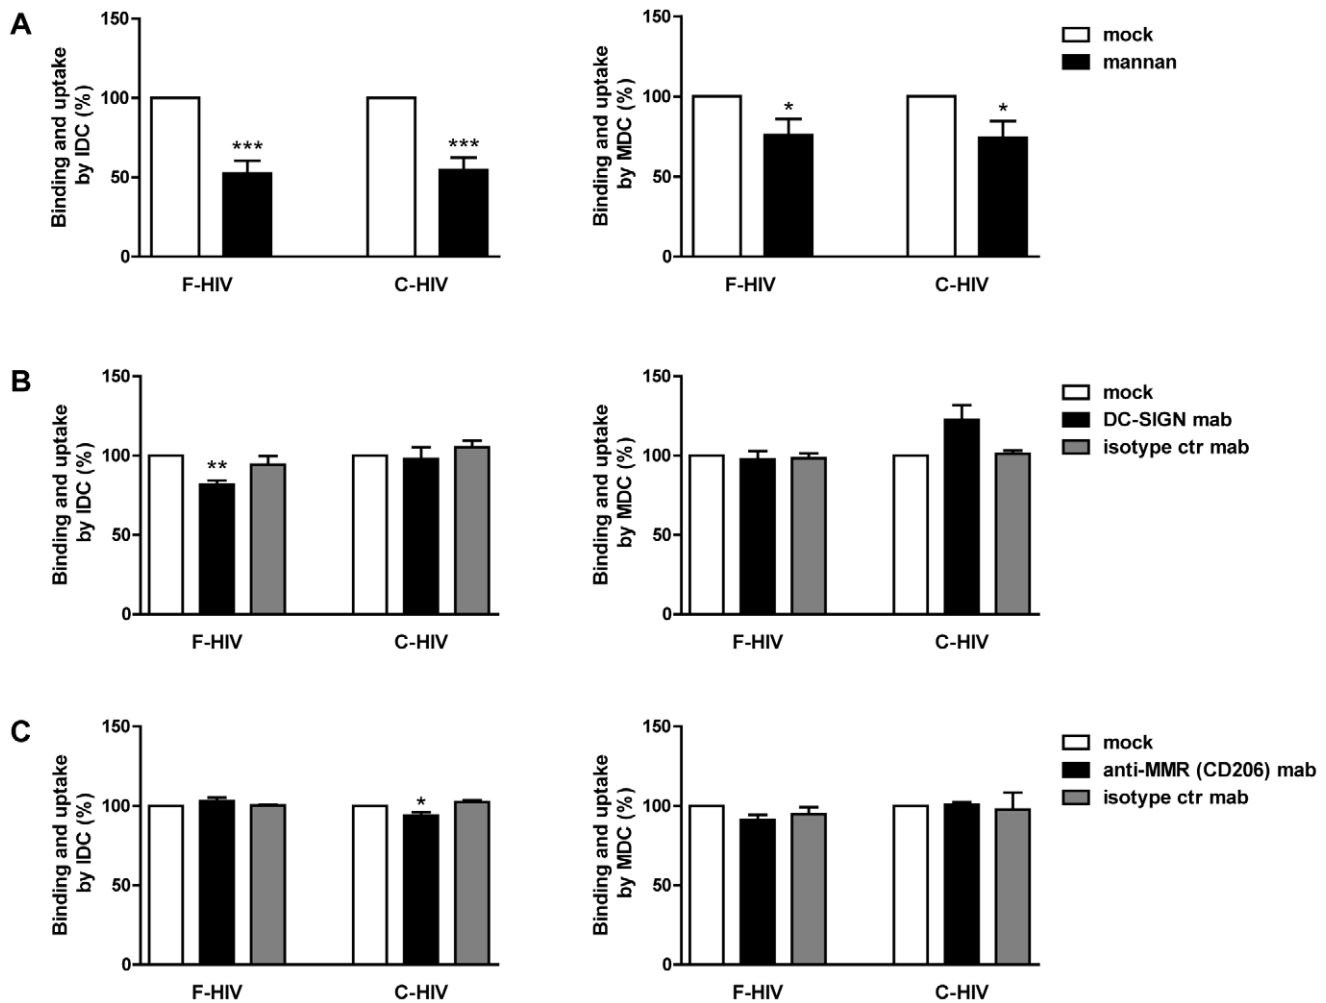 A
Binding and uptake
by IDC (%)
150
100
50
0
***
***
F-HIV
C-HIV
Binding and uptake
by MDC (%)
150
100
50
0
*
*
F-HIV
C-HIV
mock
mannan
B
Binding and uptake
by IDC (%)
150
100
50
0
**
F-HIV
C-HIV
Binding and uptake
by MDC (%)
150
100
50
0
F-HIV
C-HIV
mock
DC-SIGN mab
isotype ctr mab
C
Binding and uptake
by IDC (%)
150
100
50
0
*
F-HIV
C-HIV
Binding and uptake
by MDC (%)
150
100
50
0
F-HIV
C-HIV
mock
anti-MMR (CD206) mab
isotype ctr mab